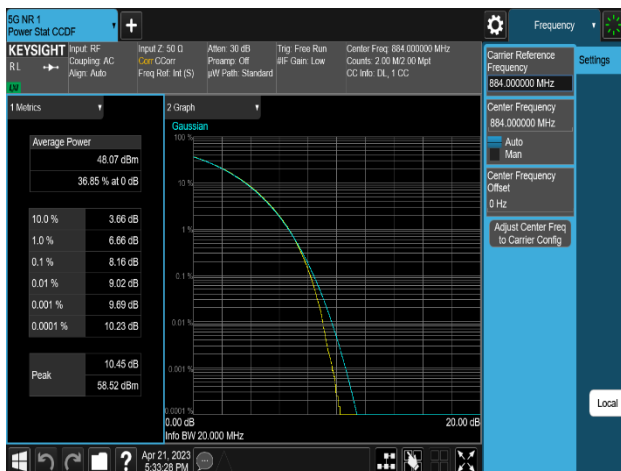 5G NR 1
Power Stat CCDF
+
Frequency
KEYSIGHT
Input: RF
Input Z: 50 Ω
Atten: 30 dB
Trig: Free Run
Center Freq: 884.000000 MHz
R L
Coupling: AC
Corr CCorr
Preamp: Off
#IF Gain: Low
Counts: 2.00 M/2.00 Mpt
Align: Auto
Freq Ref: Int (S)
µW Path: Standard
CC Info: DL, 1 CC
1 Metrics
Average Power
48.07 dBm
36.85 % at 0 dB
10.0 % 3.66 dB
1.0 % 6.66 dB
0.1 % 8.16 dB
0.01 % 9.02 dB
0.001 % 9.69 dB
0.0001 % 10.23 dB
Peak
10.45 dB
58.52 dBm
2 Graph
Gaussian
100 %
10 %
1 %
0.1 %
0.01 %
0.001 %
0.0001 %
0.00 dB 20.00 dB
Info BW 20.000 MHz
Carrier Reference
Frequency
884.000000 MHz
Settings
Center Frequency
884.000000 MHz
Auto
Man
Center Frequency
Offset
0 Hz
Adjust Center Freq
to Carrier Config
Local
?
Apr 21, 2023
5:33:28 PM